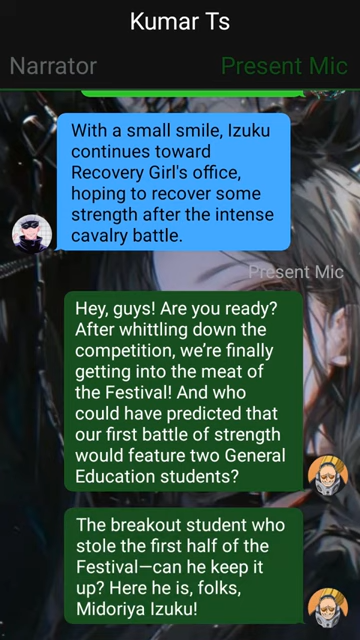 Kumar Ts
Narrator
Present Mic
With a small smile, Izuku
continues toward
Recovery Girl's office,
hoping to recover some
strength after the intense
cavalry battle.
Present Mic
Hey, guys! Are you ready?
After whittling down the
competition, we're finally
getting into the meat of
the Festival! And who
could have predicted that
our first battle of strength
would feature two General
Education students?
The breakout student who
stole the first half of the
Festival—can he keep it
up? Here he is, folks,
Midoriya Izuku!